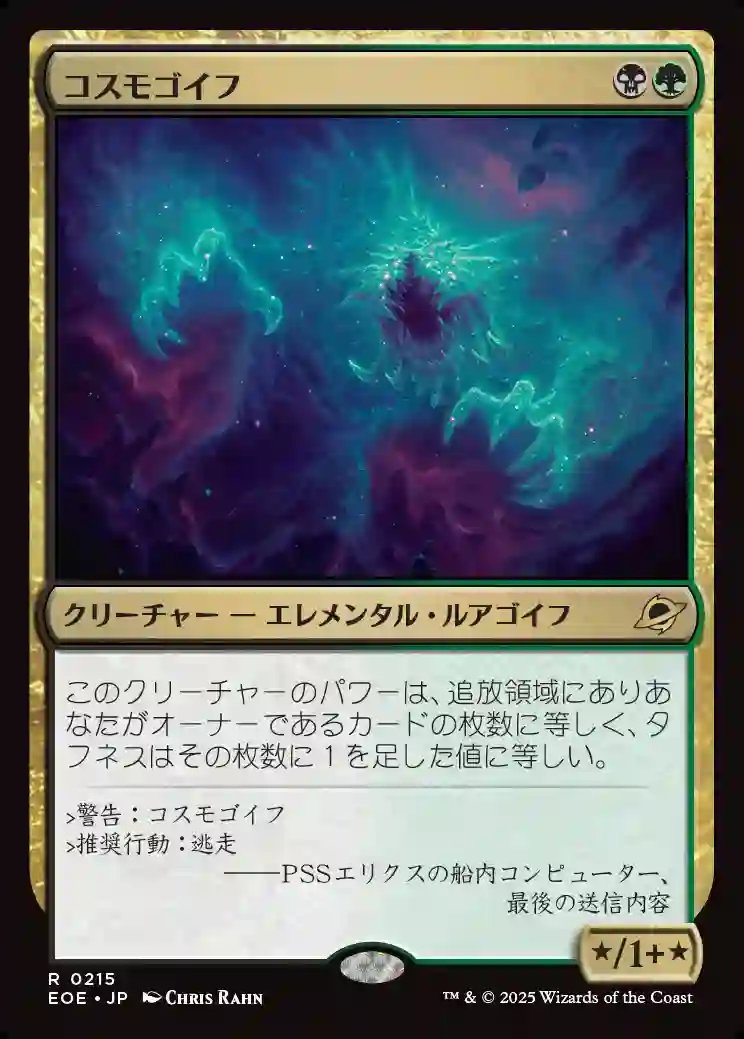 コスモゴイフ
クリーチャー — エレメンタル・ルアゴイフ
このクリーチャーのパワーは、追放領域にありあ
なたがオーナーであるカードの枚数に等しく、タ
フネスはその枚数に1を足した値に等しい。
>警告：コスモゴイフ
>推奨行動：逃走
――PSSエリクスの船内コンピューター、
最後の送信内容
★/1+★
R 0215
EOE • JP CHRIS RAHN
™ & © 2025 Wizards of the Coast